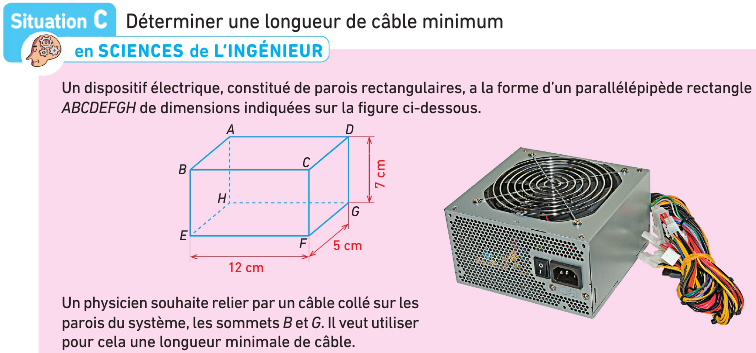 Situation C Déterminer une longueur de câble minimum
en SCIENCES de L'INGÉNIEUR
Un dispositif électrique, constitué de parois rectangulaires, a la forme d'un parallélépipède rectangle
ABCDEFGH de dimensions indiquées sur la figure ci-dessous.
A
D
B
C
7 cm
H
G
E
F
5 cm
12 cm
Un physicien souhaite relier par un câble collé sur les
parois du système, les sommets B et G. Il veut utiliser
pour cela une longueur minimale de câble.